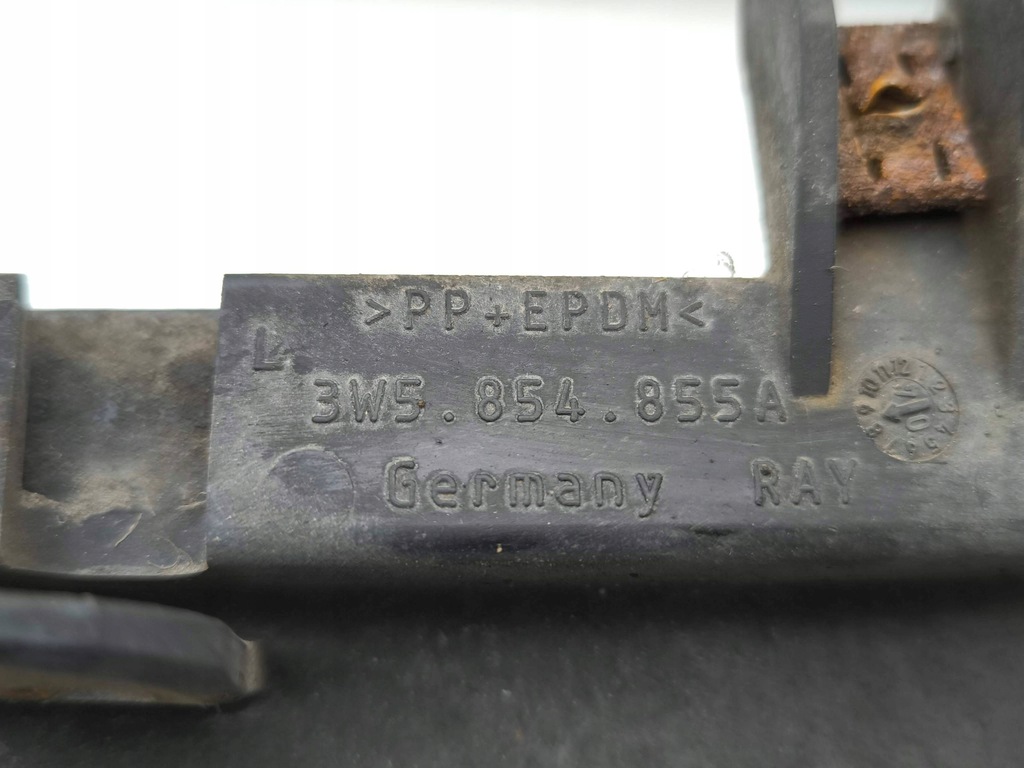 >PP+EPDM<
L
3W5.854.855A
Germany RAY